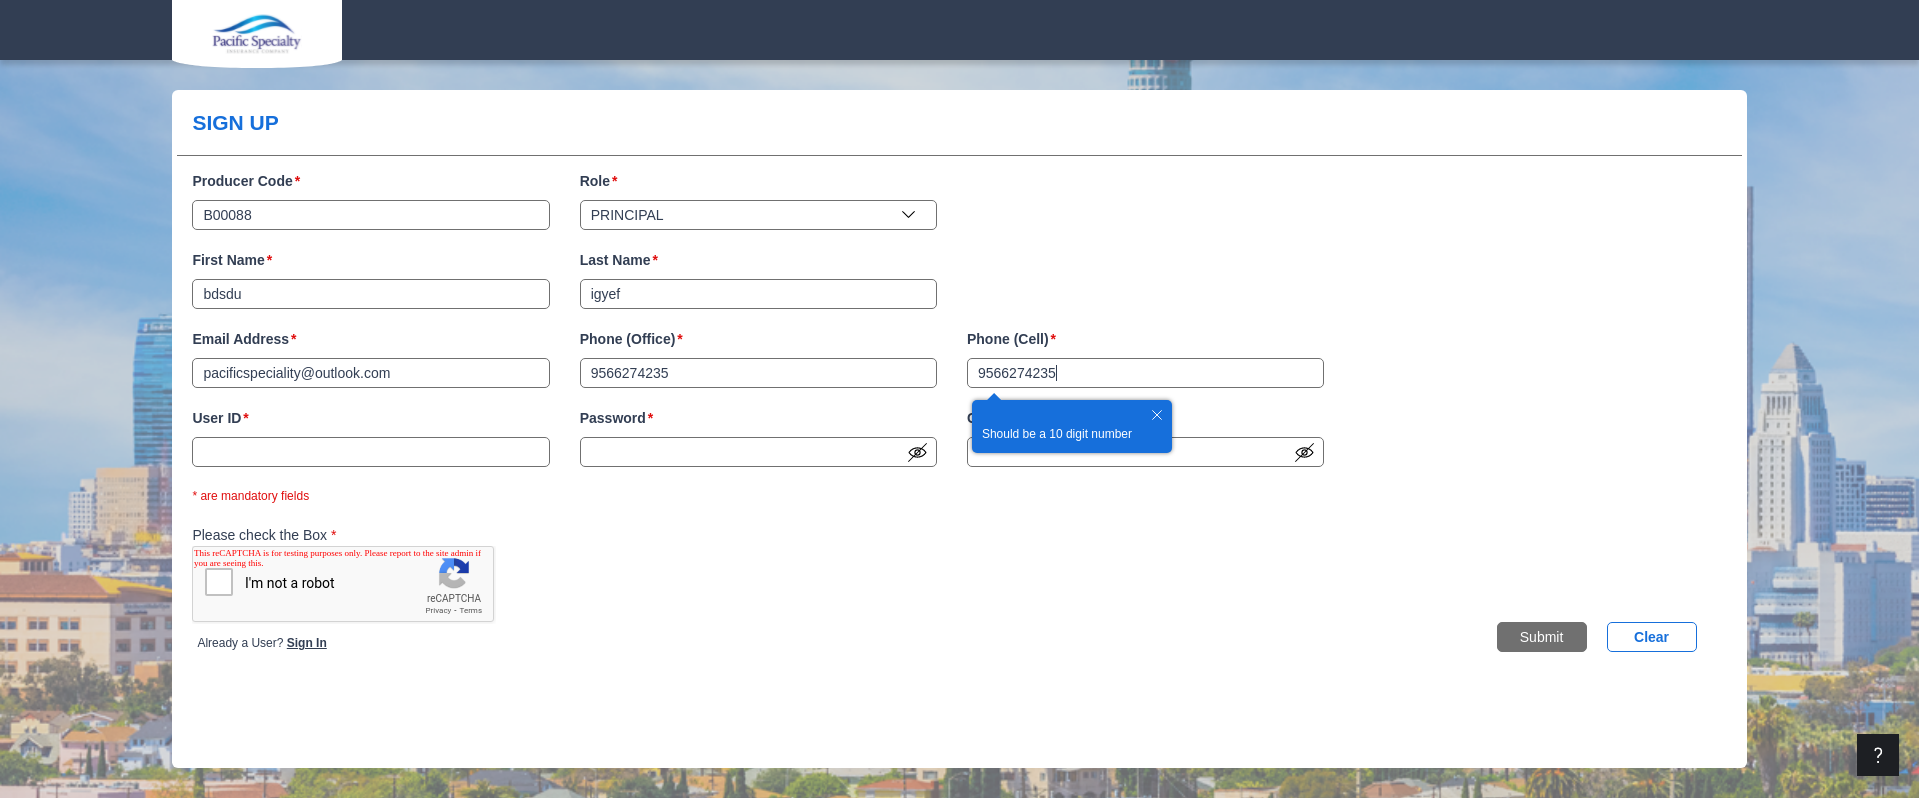 Pacific Specialty
INSURANCE COMPANY
SIGN UP
Producer Code*
Role*
B00088
PRINCIPAL
First Name*
Last Name*
bdsdu
igyef
Email Address*
Phone (Office)*
Phone (Cell)*
pacificspeciality@outlook.com
9566274235
9566274235
User ID*
Password*
Should be a 10 digit number
* are mandatory fields
Please check the Box *
This reCAPTCHA is for testing purposes only. Please report to the site admin if
you are seeing this.
I'm not a robot
reCAPTCHA
Privacy - Terms
Already a User? Sign In
Submit
Clear
?